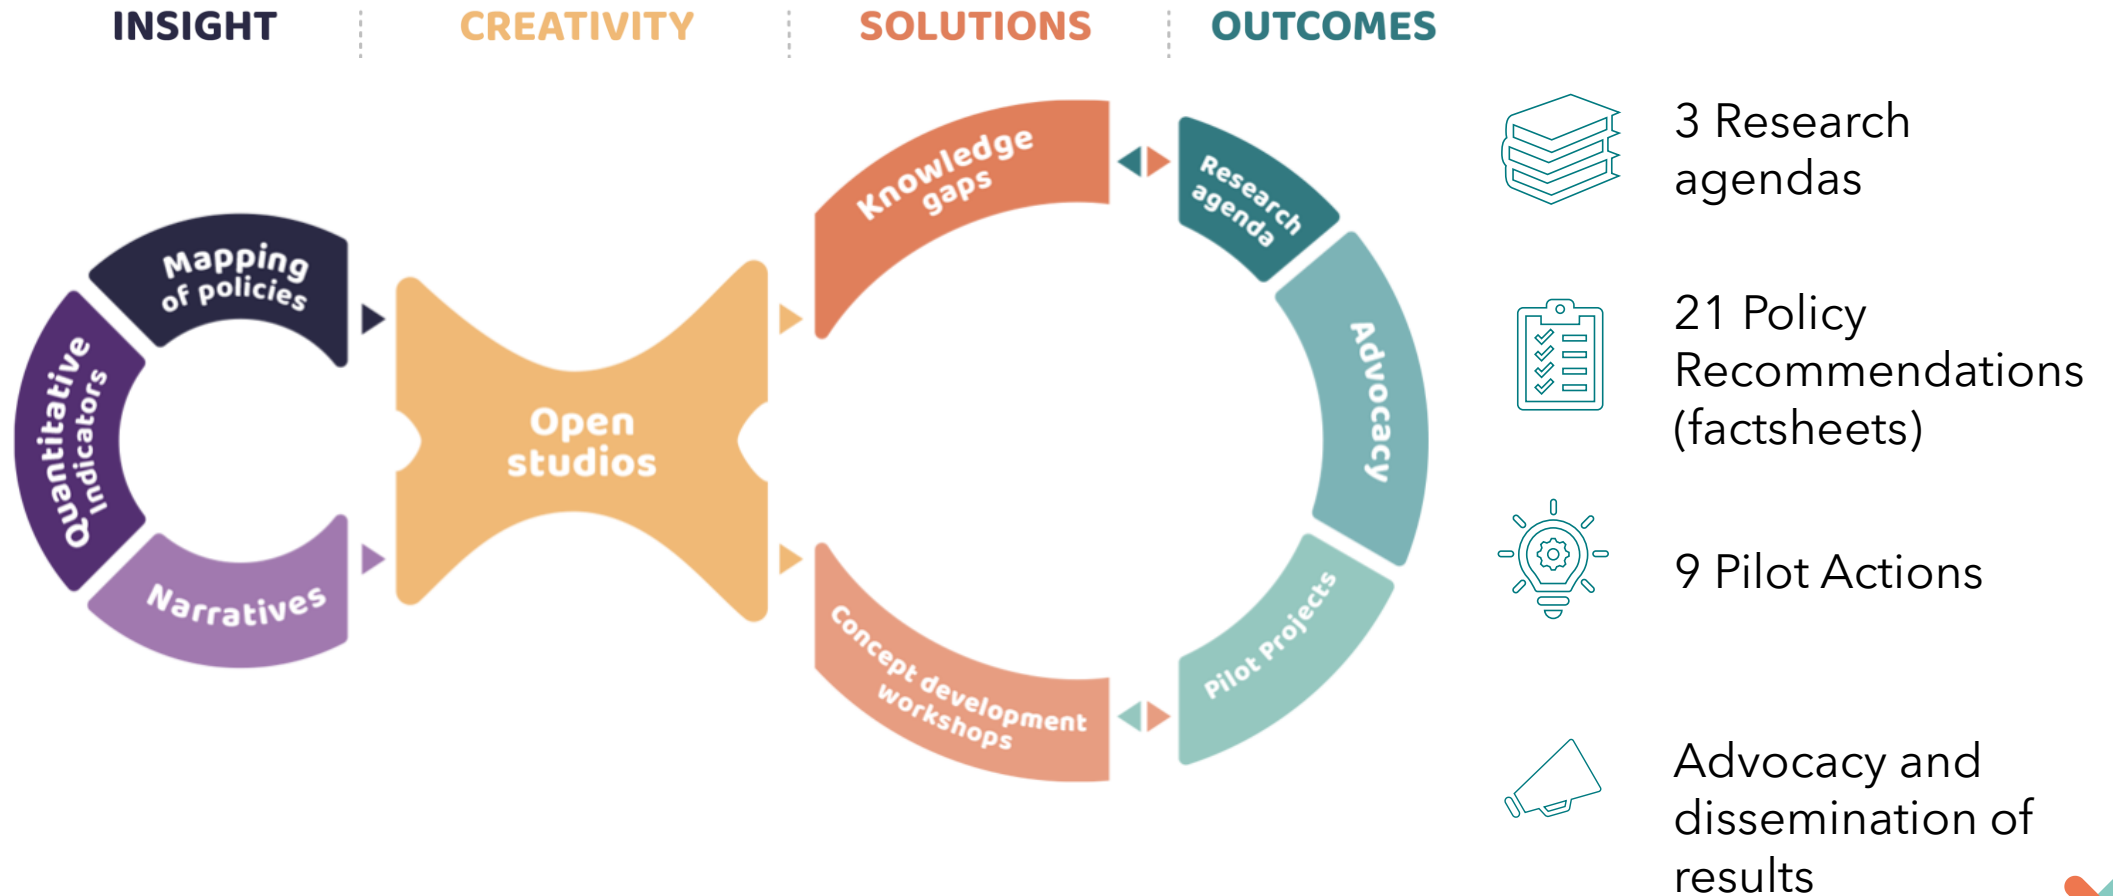 INSIGHT
CREATIVITY
SOLUTIONS
OUTCOMES
Mapping
of policies
Quantitative
Indicators
Narratives
Open
studios
Knowledge
gaps
Concept development
workshops
Research
agenda
Advocacy
Pilot Projects
3 Research
agendas
21 Policy
Recommendations
(factsheets)
9 Pilot Actions
Advocacy and
dissemination of
results